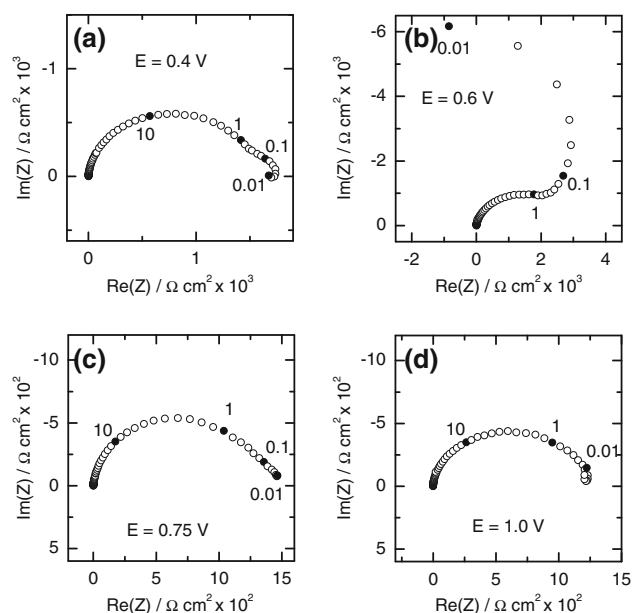 (a)
E = 0.4 V
-1
0
Im(Z) / Ω cm² x 10³
10
1
0.1
0.01
0
1
Re(Z) / Ω cm² x 10³
(b)
0.01
E = 0.6 V
-6
-4
-2
0
Im(Z) / Ω cm² x 10³
0.1
1
-2
0
2
4
Re(Z) / Ω cm² x 10³
(c)
-10
-5
0
5
Im(Z) / Ω cm² x 10²
10
1
0.1
0.01
E = 0.75 V
0
5
10
15
Re(Z) / Ω cm² x 10²
(d)
-10
-5
0
5
Im(Z) / Ω cm² x 10²
10
1
0.01
E = 1.0 V
0
5
10
15
Re(Z) / Ω cm² x 10²